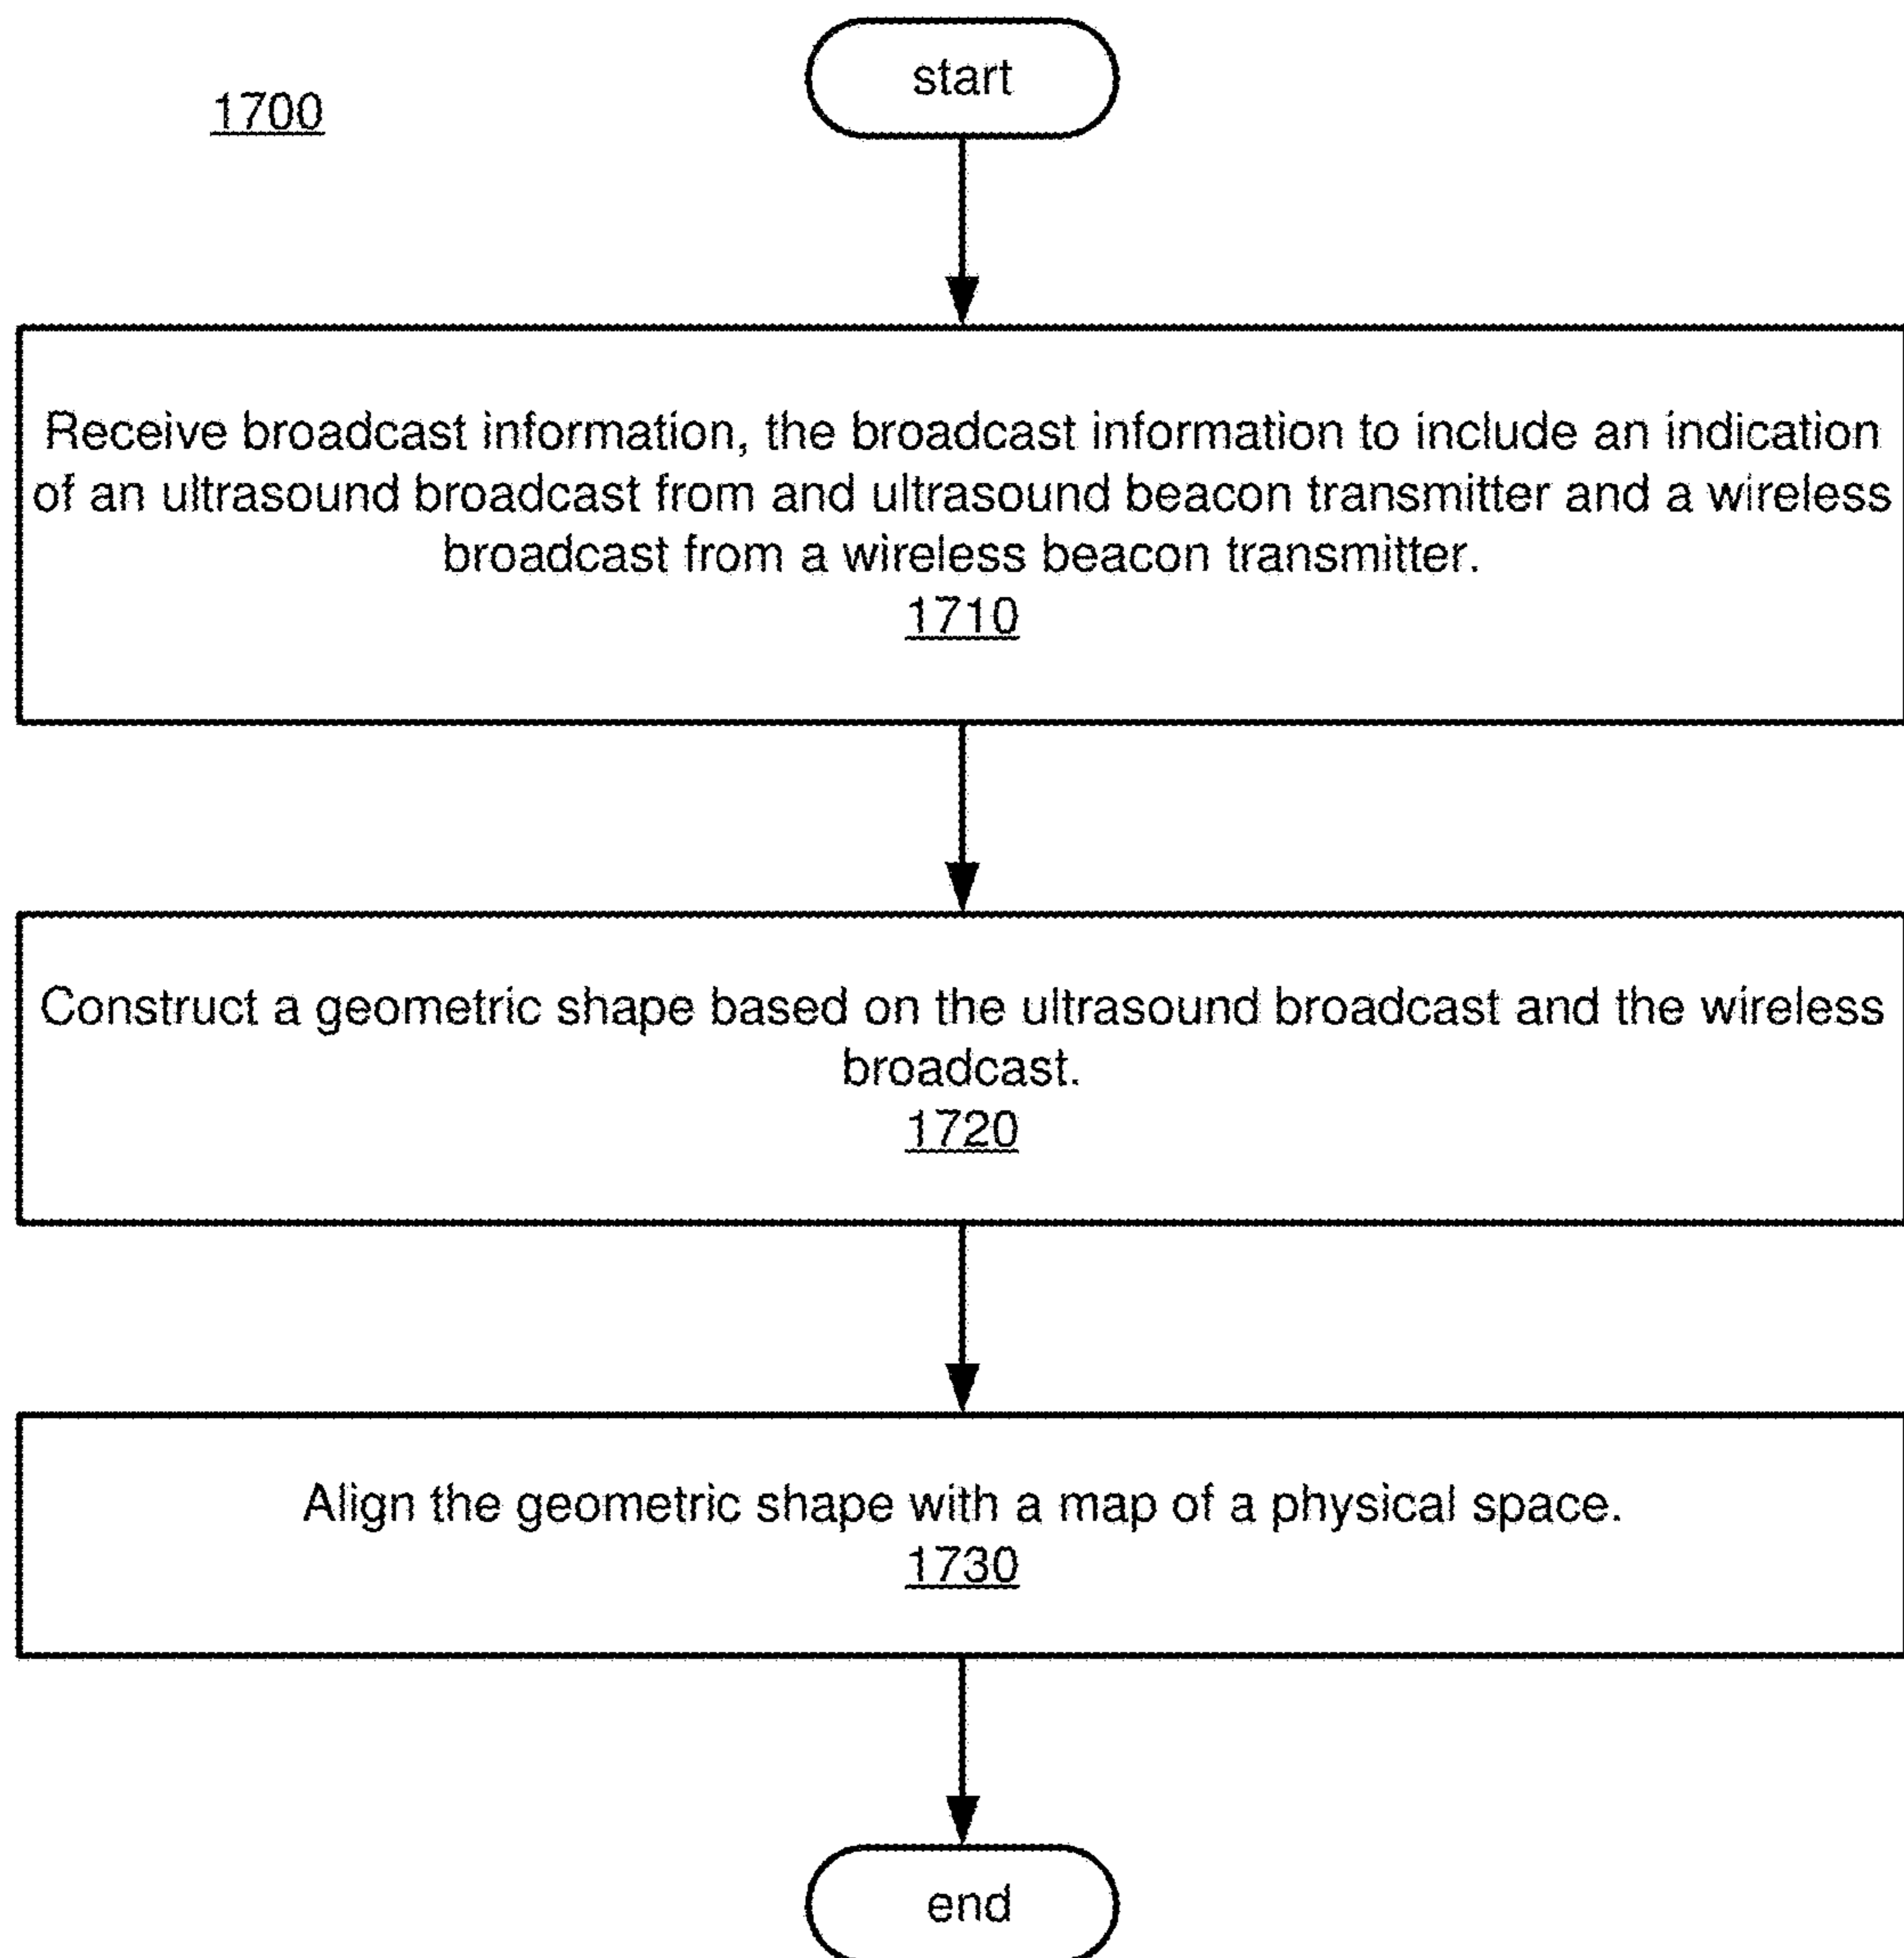 start
1700
Receive broadcast information, the broadcast information to include an indication
of an ultrasound broadcast from and ultrasound beacon transmitter and a wireless
broadcast from a wireless beacon transmitter.
1710
Construct a geometric shape based on the ultrasound broadcast and the wireless
broadcast.
1720
Align the geometric shape with a map of a physical space.
1730
end